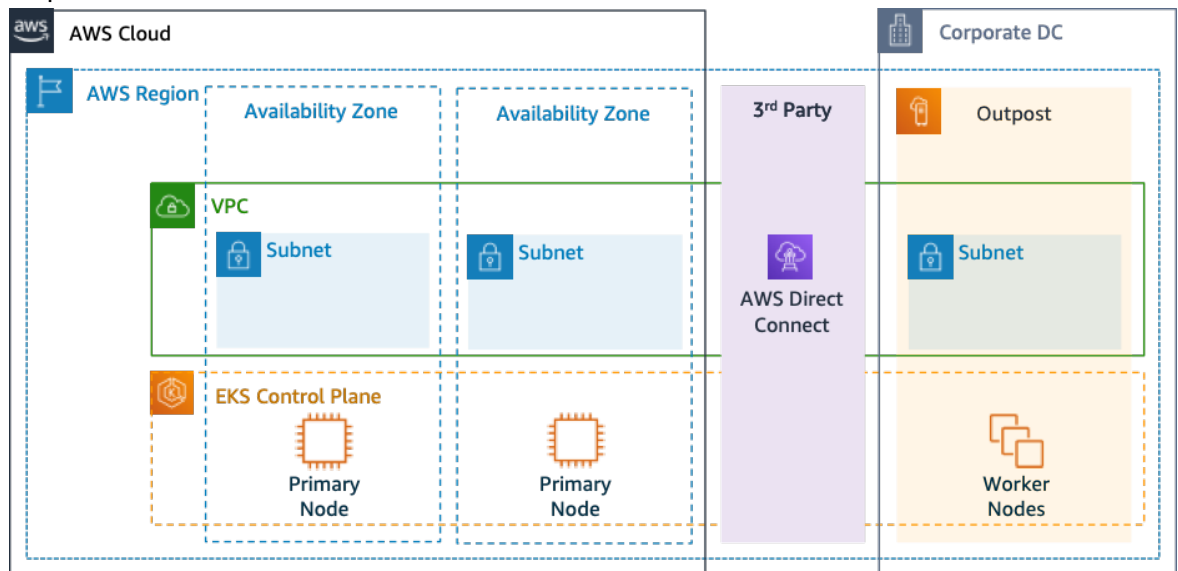 aws
AWS Cloud
Corporate DC
AWS Region
Availability Zone
Availability Zone
3rd Party
Outpost
VPC
Subnet
Subnet
Subnet
AWS Direct
Connect
EKS Control Plane
Primary
Node
Primary
Node
Worker
Nodes